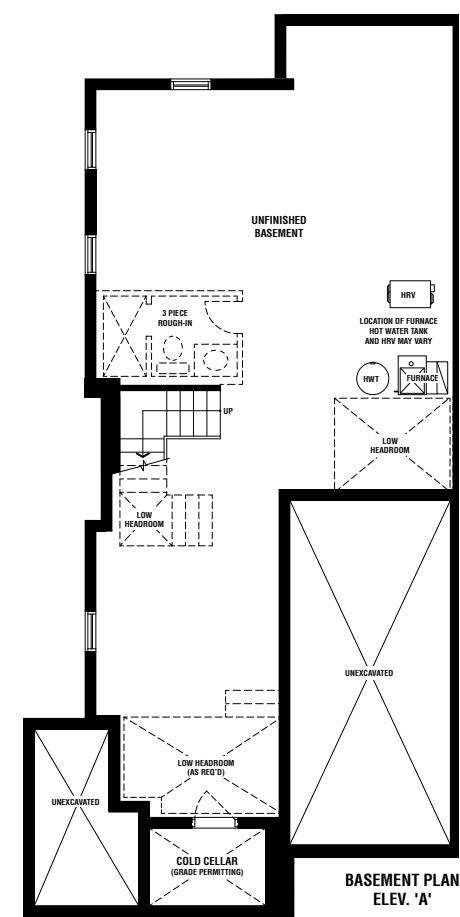 UNFINISHED
BASEMENT
HRV
3 PIECE
ROUGH-IN
LOCATION OF FURNACE
HOT WATER TANK
AND HRV MAY VARY
HWT
FURNACE
UP
LOW
HEADROOM
LOW
HEADROOM
UNEXCAVATED
LOW HEADROOM
(AS REQ'D)
UNEXCAVATED
COLD CELLAR
(GRADE PERMITTING)
BASEMENT PLAN
ELEV. 'A'